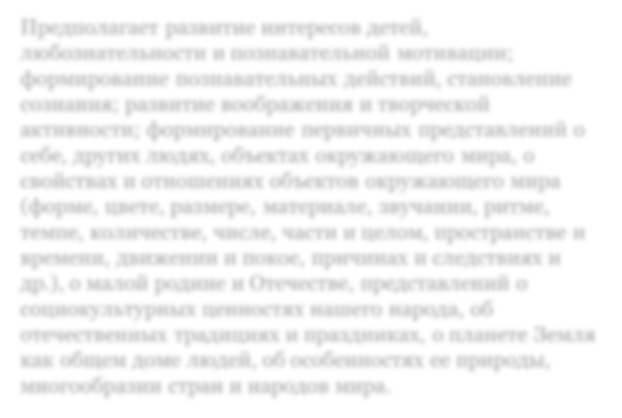 Предполагает развитие интересов детей,
любознательности и познавательной мотивации;
формирование познавательных действий, становление
сознания; развитие воображения и творческой
активности; формирование первичных представлений о
себе, других людях, объектах окружающего мира, о
свойствах и отношениях объектов окружающего мира
(форме, цвете, размере, материале, звучании, ритме,
темпе, количестве, числе, части и целом, пространстве и
времени, движении и покое, причинах и следствиях и
др.), о малой родине и Отечестве, представлений о
социокультурных ценностях нашего народа, об
отечественных традициях и праздниках, о планете Земля
как общем доме людей, об особенностях ее природы,
многообразии стран и народов мира.